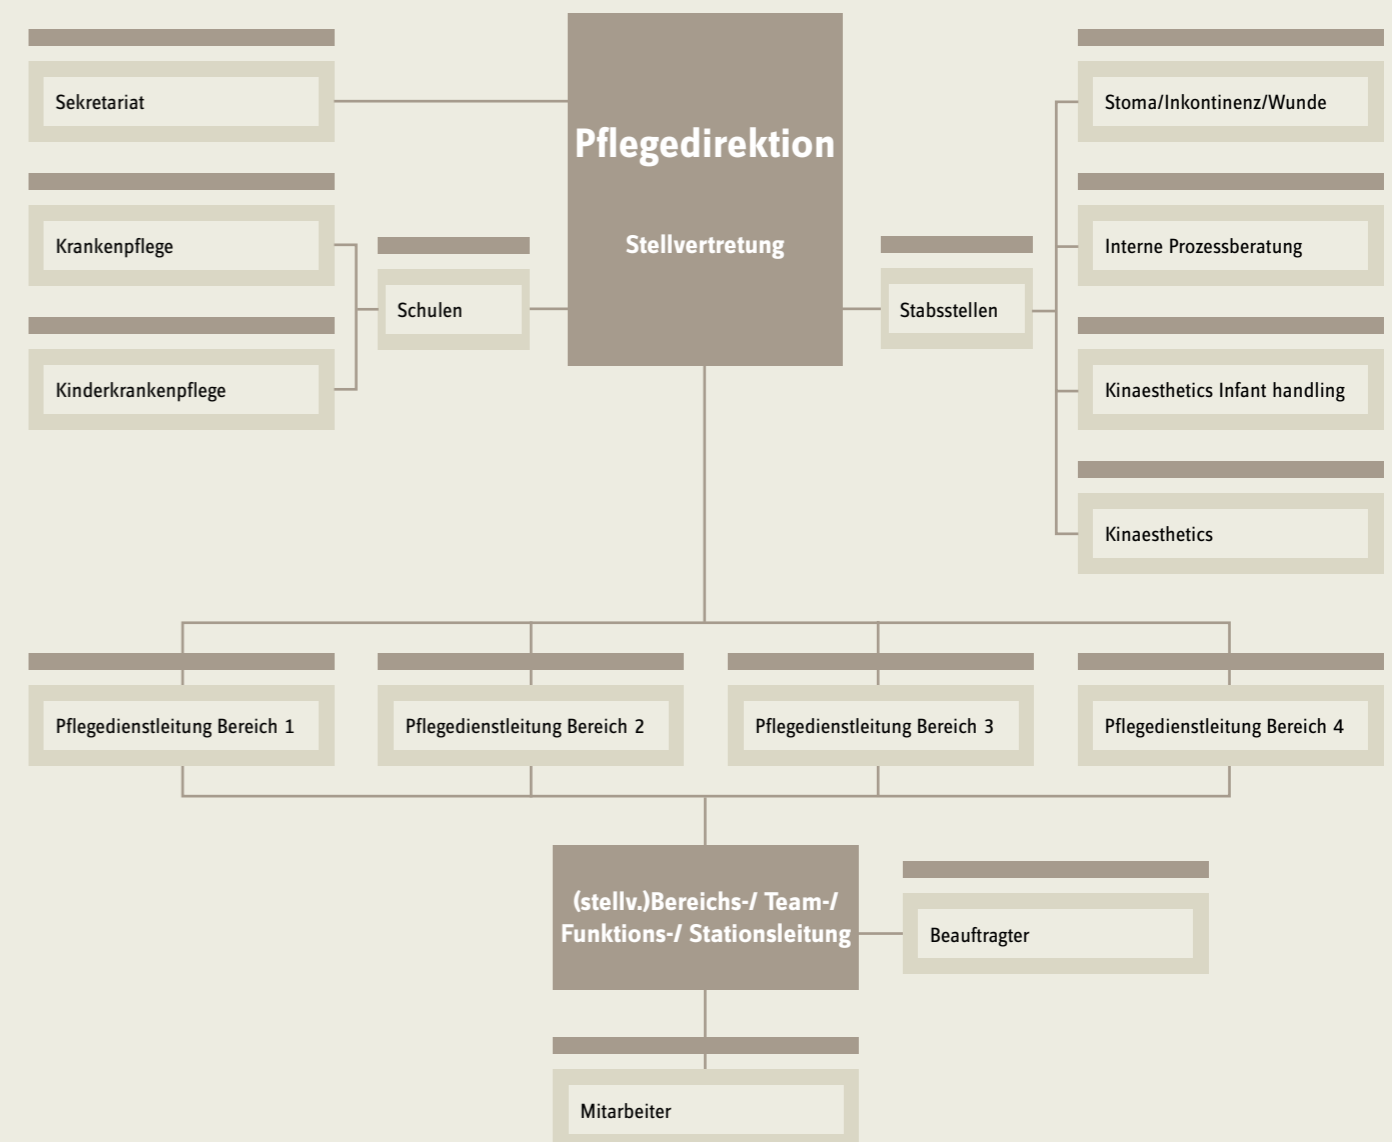 Sekretariat
Pflegedirektion
Stellvertretung
Krankenpflege
Kinderkrankenpflege
Schulen
Stabsstellen
Stoma/Inkontinenz/Wunde
Interne Prozessberatung
Kinaesthetics Infant handling
Kinaesthetics
Pflegedienstleitung Bereich 1
Pflegedienstleitung Bereich 2
Pflegedienstleitung Bereich 3
Pflegedienstleitung Bereich 4
(stellv.)Bereichs-/ Team-/
Funktions-/ Stationsleitung
Beauftragter
Mitarbeiter